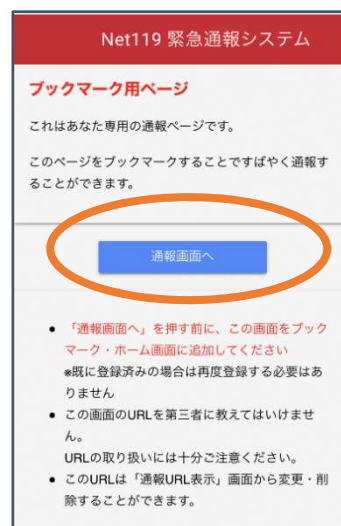 Net119 緊急通報システム
ブックマーク用ページ
これはあなた専用の通報ページです。
このページをブックマークすることですばやく通報す
ることができます。
通報画面へ
● 「通報画面へ」を押す前に、この画面をブック
マーク・ホーム画面に追加してください
※既に登録済みの場合は再度登録する必要はあ
りません
● この画面のURLを第三者に教えてはいけませ
ん。
URLの取り扱いには十分ご注意ください。
● このURLは「通報URL表示」画面から変更・削
除することができます。